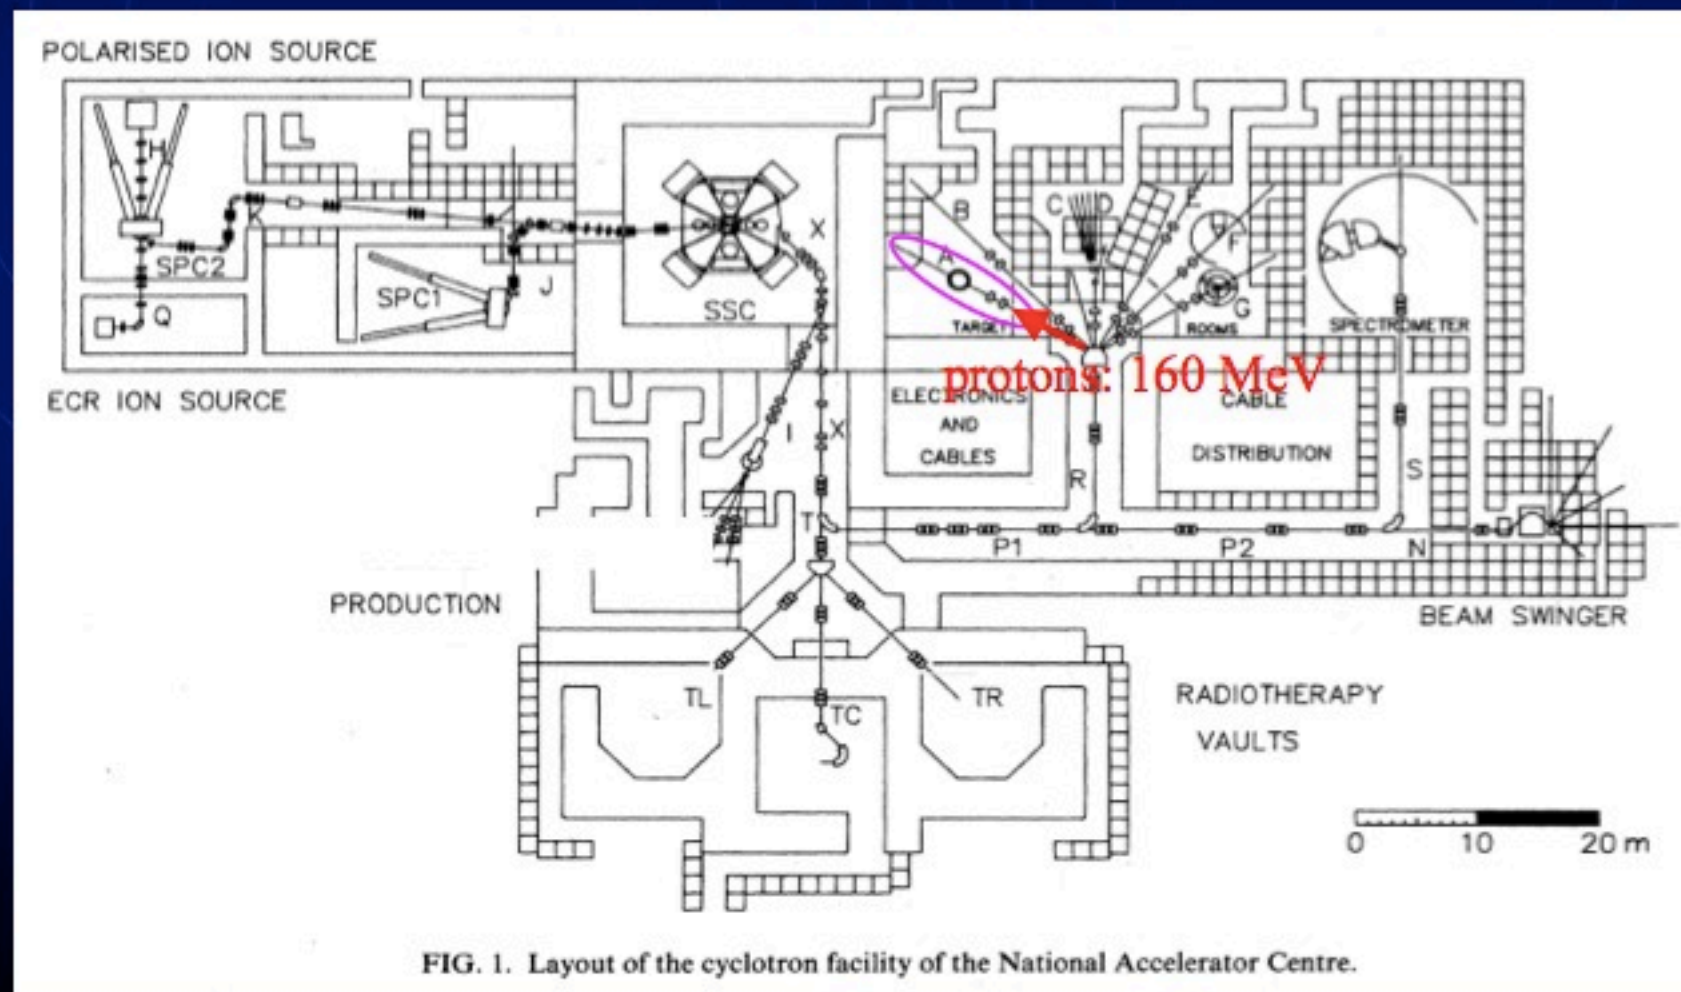 POLARISED ION SOURCE
H
K
SPC2
Q
SPC1
J
ECR ION SOURCE
SSC
X
A
B
C
D
E
F
G
TARGET
ROOMS
SPECTROMETER
protons: 160 MeV
ELECTRONICS
AND
CABLES
CABLE
DISTRIBUTION
I
X
R
S
T
P1
P2
N
PRODUCTION
BEAM SWINGER
TL
TC
TR
RADIOTHERAPY
VAULTS
0 10 20 m
FIG. 1. Layout of the cyclotron facility of the National Accelerator Centre.